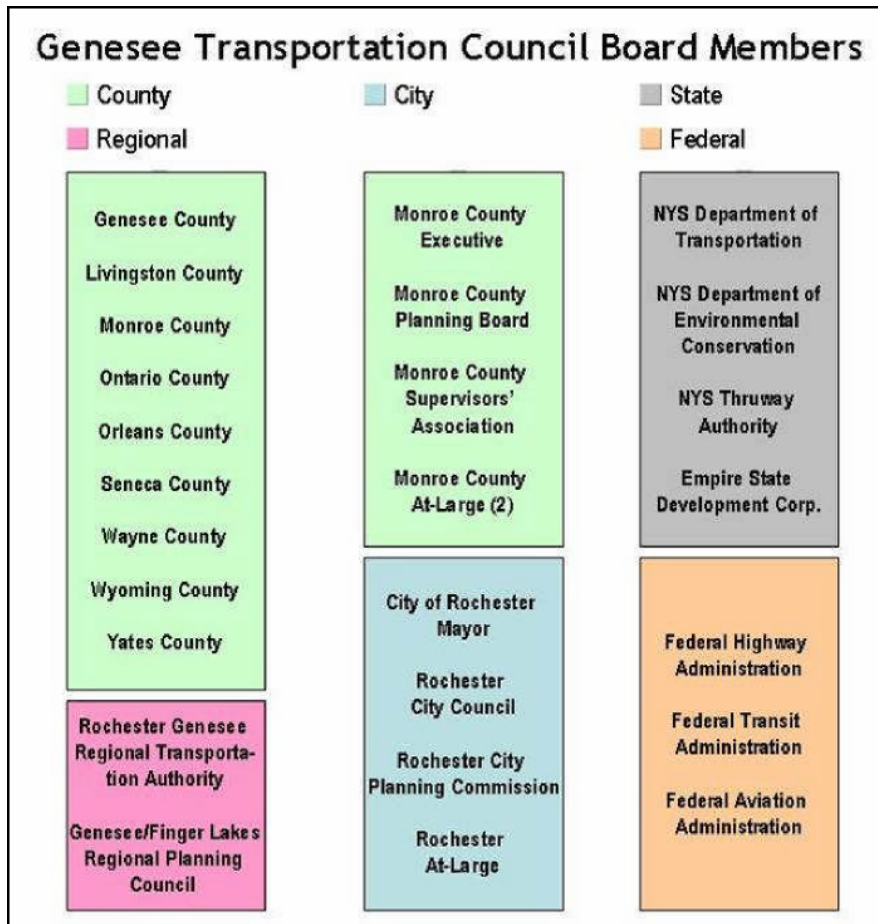 Genesee Transportation Council Board Members
County
City
State
Regional
Federal
Genesee County
Livingston County
Monroe County
Ontario County
Orleans County
Seneca County
Wayne County
Wyoming County
Yates County
Rochester Genesee
Regional Transporta-
tion Authority
Genesee/Finger Lakes
Regional Planning
Council
Monroe County
Executive
Monroe County
Planning Board
Monroe County
Supervisors'
Association
Monroe County
At-Large (2)
City of Rochester
Mayor
Rochester
City Council
Rochester City
Planning Commission
Rochester
At-Large
NYS Department of
Transportation
NYS Department of
Environmental
Conservation
NYS Thruway
Authority
Empire State
Development Corp.
Federal Highway
Administration
Federal Transit
Administration
Federal Aviation
Administration